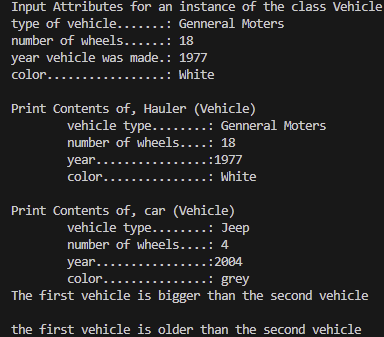 Input Attributes for an instance of the class Vehicle
type of vehicle.......: Genneral Moters
number of wheels......: 18
year vehicle was made.: 1977
color.................: White
Print Contents of, Hauler (Vehicle)
vehicle type........: Genneral Moters
number of wheels....: 18
year................:1977
color...............: White
Print Contents of, car (Vehicle)
vehicle type........: Jeep
number of wheels....: 4
year................:2004
color...............: grey
The first vehicle is bigger than the second vehicle
the first vehicle is older than the second vehicle